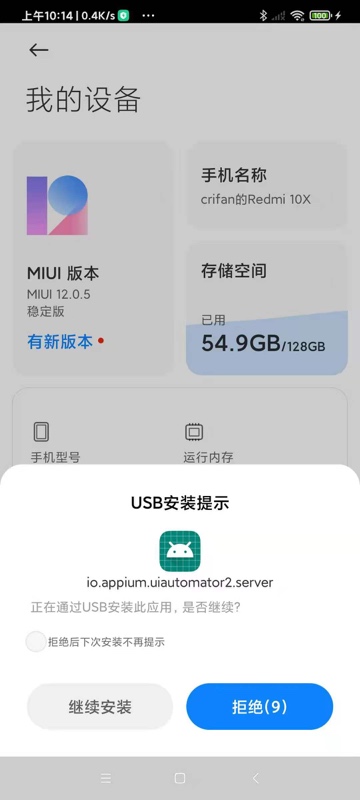 上午10:14 | 0.4K/s ...
100
我的设备
MIUI 版本
MIUI 12.0.5
稳定版
有新版本
手机名称
crifan的Redmi 10X
存储空间
已用
54.9GB/128GB
手机型号
运行内存
USB安装提示
io.appium.uiautomator2.server
正在通过USB安装此应用，是否继续？
拒绝后下次安装不再提示
继续安装
拒绝(9)